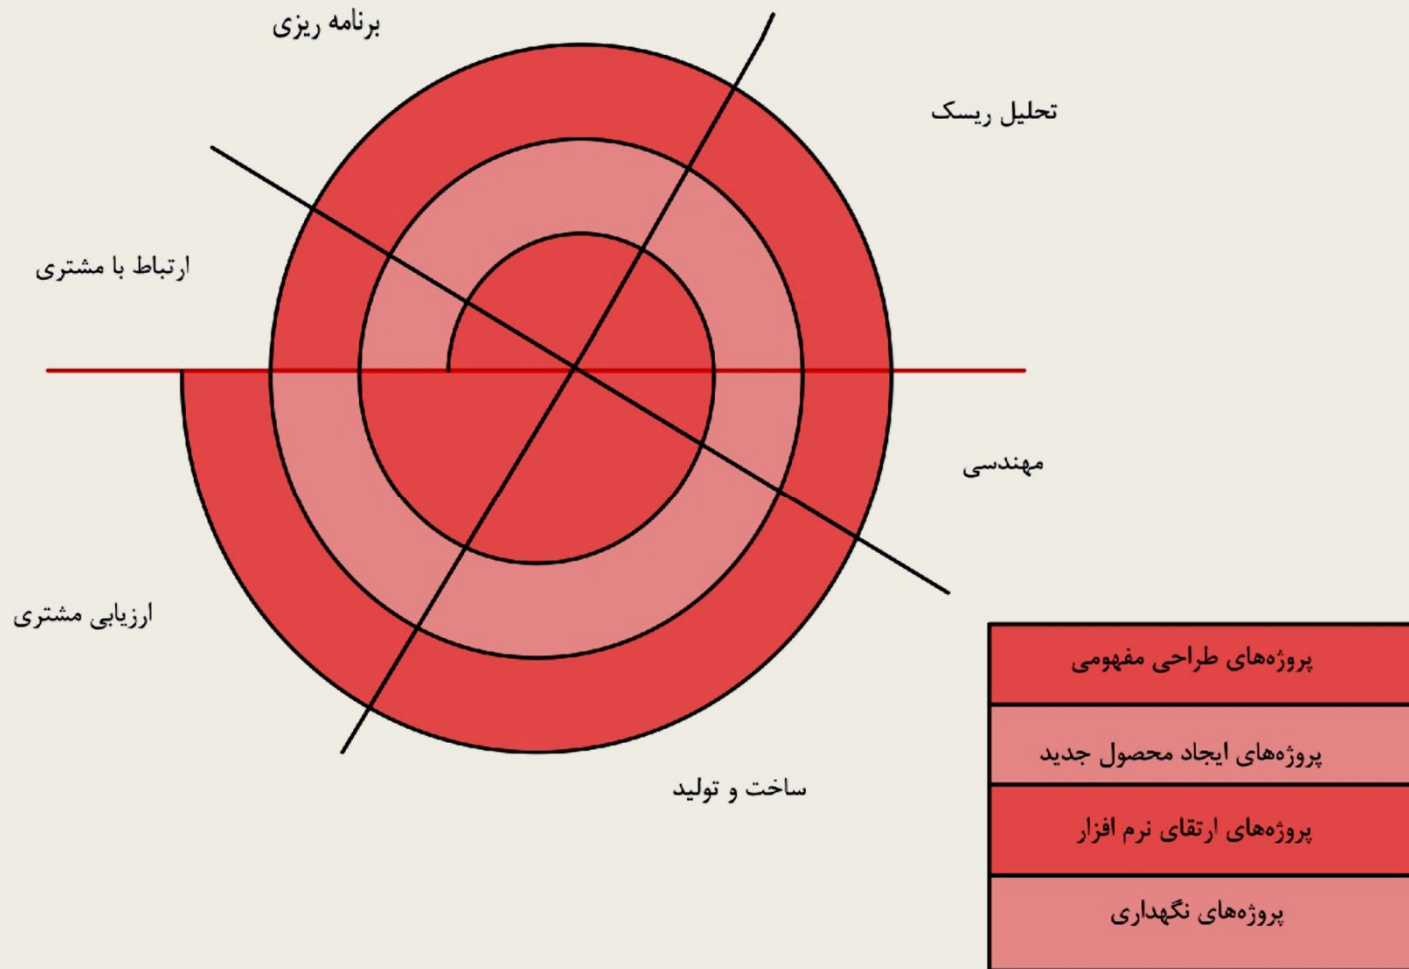 برنامه ریزی
تحلیل ریسک
ارتباط با مشتری
مهندسی
ارزیابی مشتری
ساخت و تولید
پروژه‌های طراحی مفهومی
پروژه‌های ایجاد محصول جدید
پروژه‌های ارتقای نرم افزار
پروژه‌های نگهداری